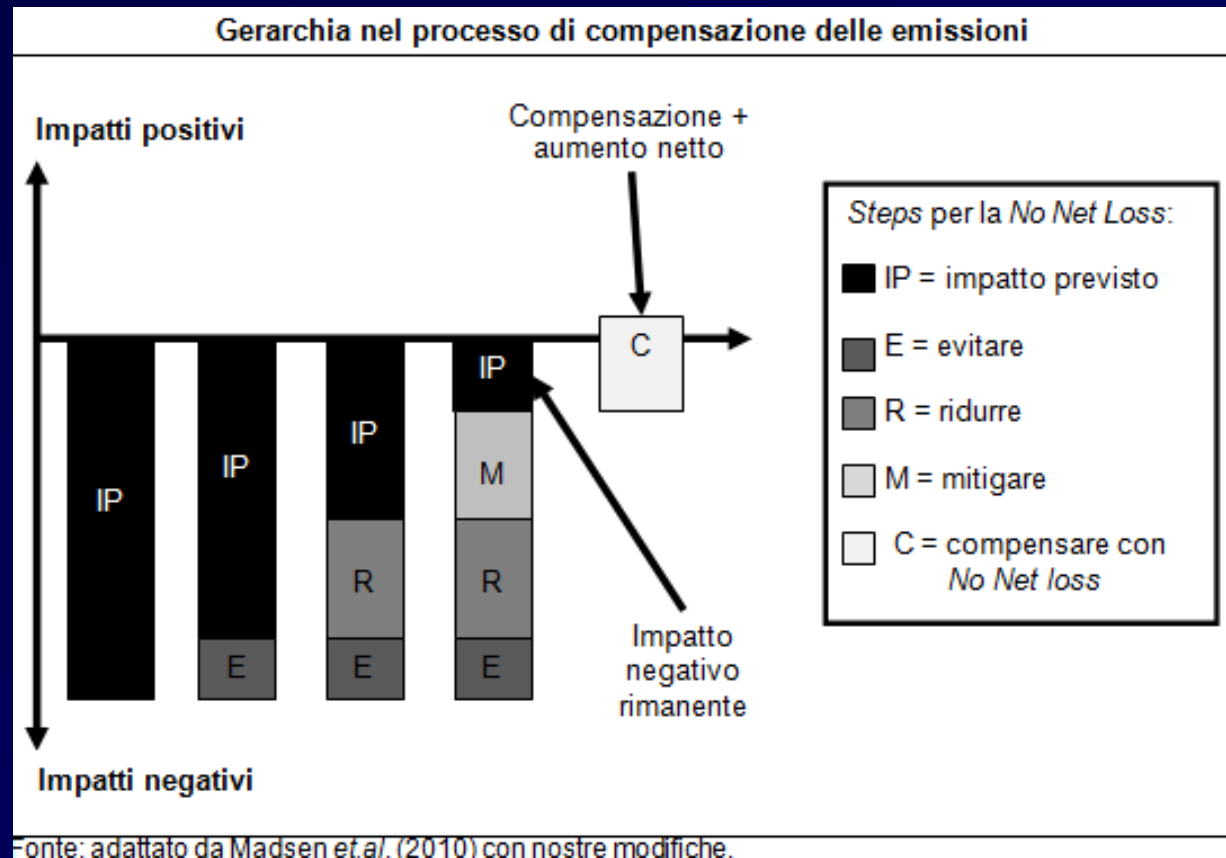 Gerarchia nel processo di compensazione delle emissioni
Impatti positivi
Compensazione +
aumento netto
Steps per la No Net Loss:
IP = impatto previsto
E = evitare
R = ridurre
M = mitigare
C = compensare con
No Net loss
C
IP
IP
IP
IP
M
R
R
E
E
E
Impatto
negativo
rimanente
Impatti negativi
Fonte: adattato da Madsen et.al. (2010) con nostre modifiche.